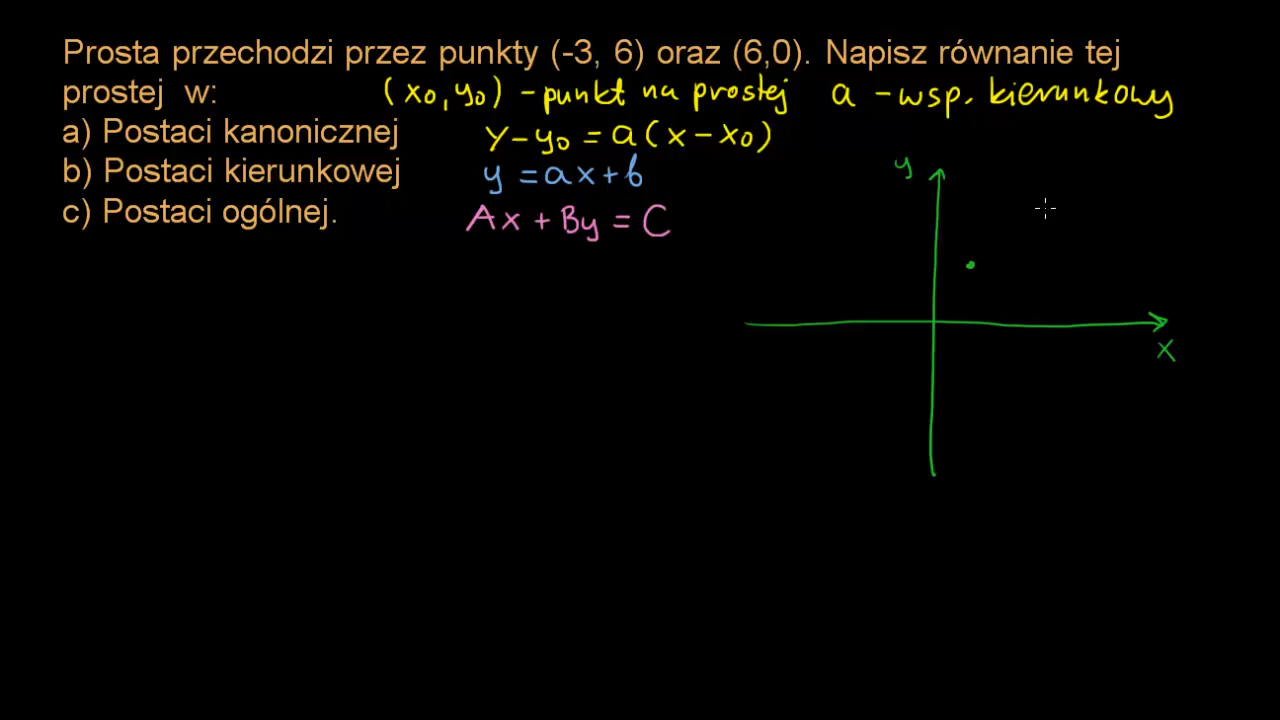 Prosta przechodzi przez punkty (-3, 6) oraz (6,0). Napisz równanie tej
prostej w: (x0, y0) - punkt na prostej a - wsp. kierunkowy
a) Postaci kanonicznej y - y0 = a(x - x0)
b) Postaci kierunkowej y = ax + b
c) Postaci ogólnej. Ax + By = C
y
x